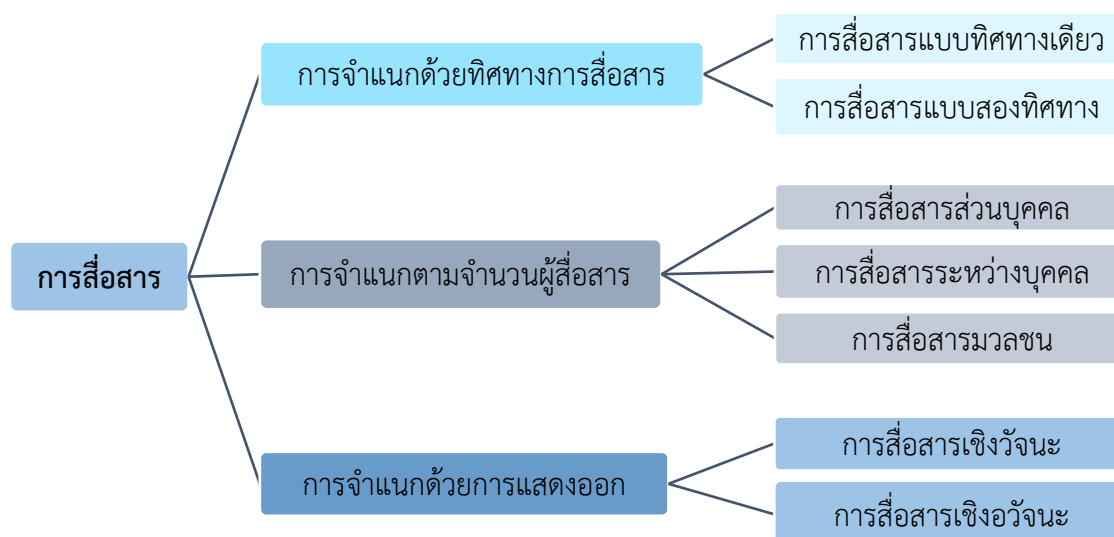 การสื่อสาร
การจำแนกด้วยทิศทางการสื่อสาร
การสื่อสารแบบทิศทางเดียว
การสื่อสารแบบสองทิศทาง
การจำแนกตามจำนวนผู้สื่อสาร
การสื่อสารส่วนบุคคล
การสื่อสารระหว่างบุคคล
การสื่อสารมวลชน
การจำแนกด้วยการแสดงออก
การสื่อสารเชิงวัจนะ
การสื่อสารเชิงอวัจนะ